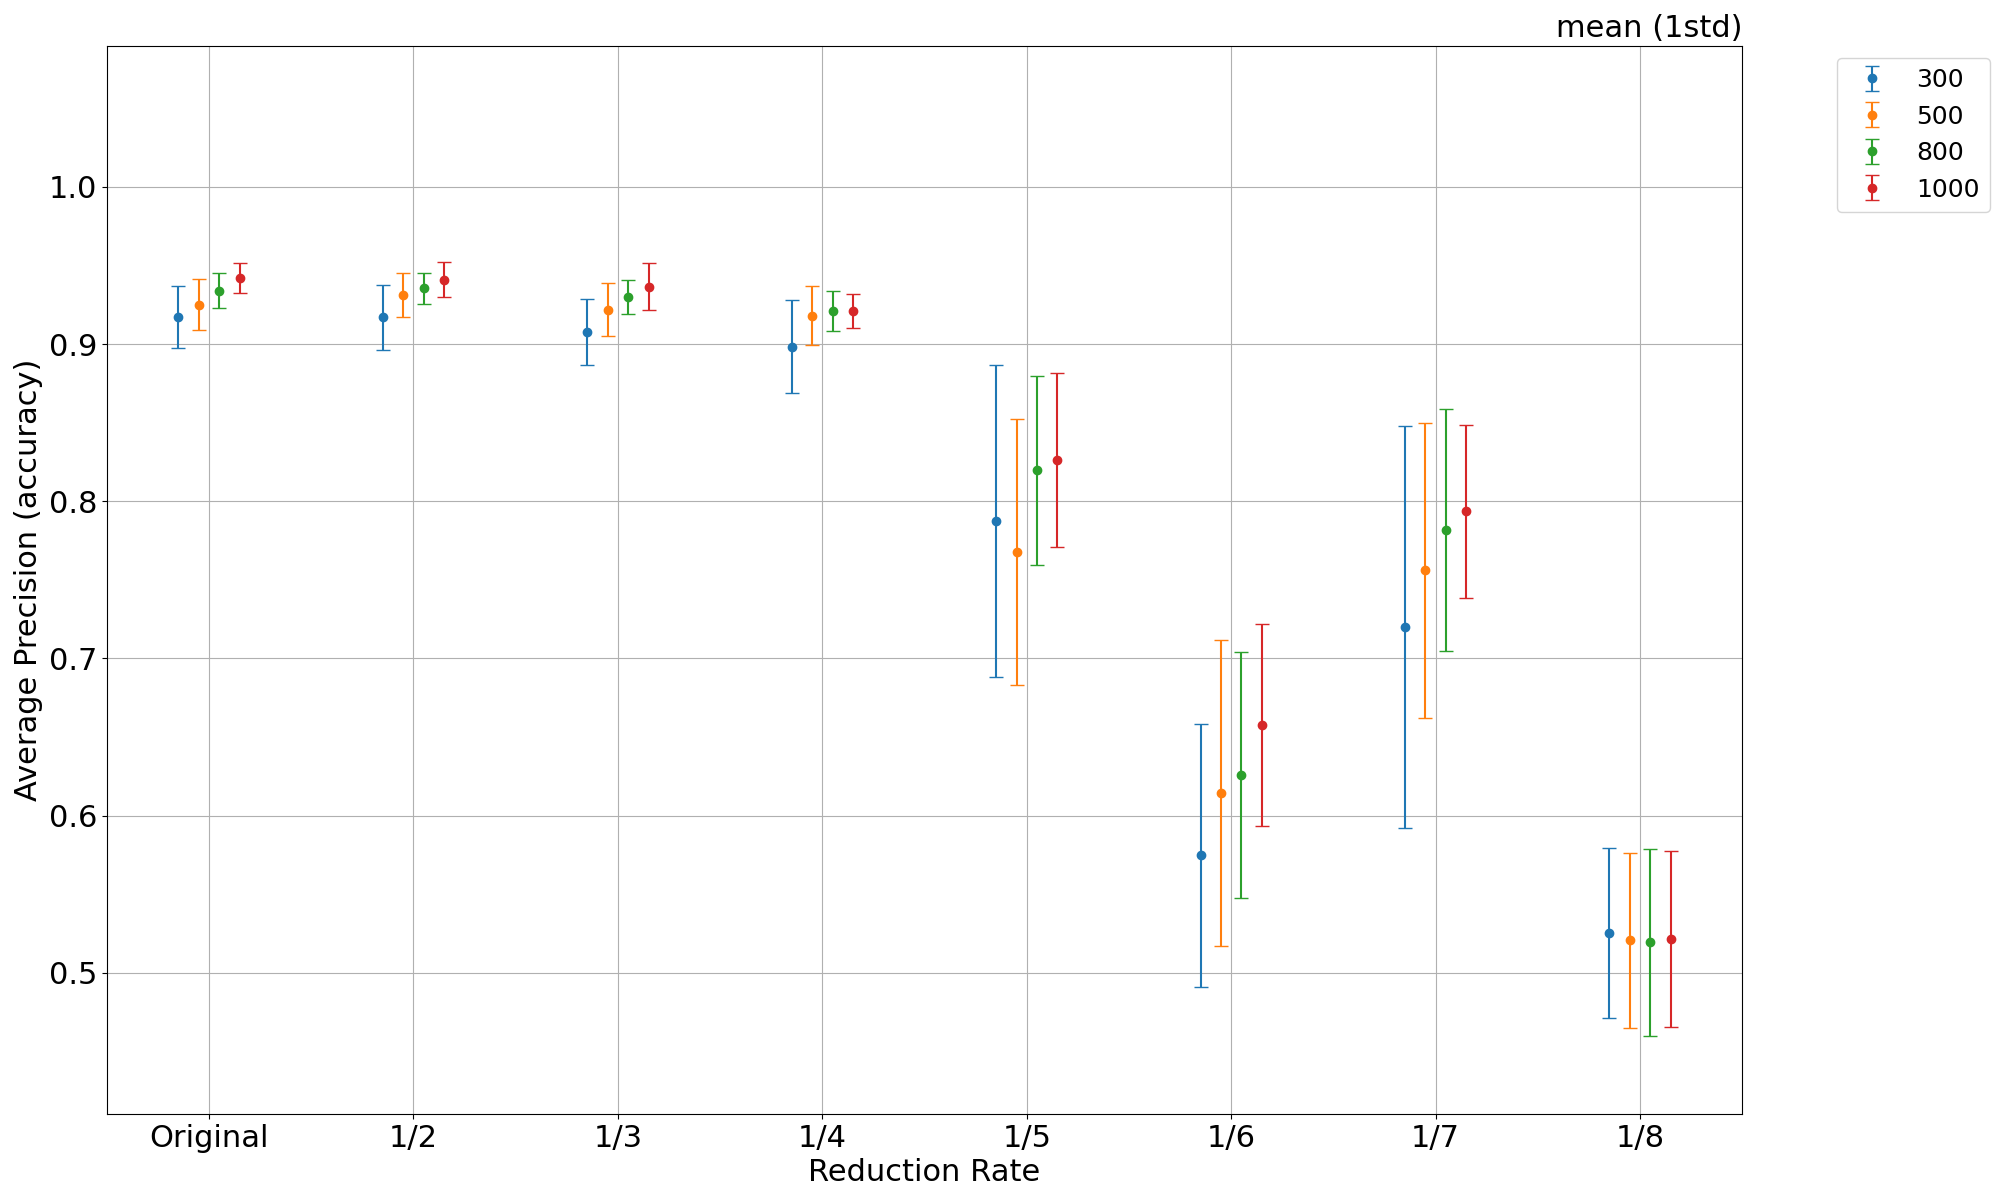 mean (1std)
300
500
800
1000
1.0
0.9
0.8
0.7
0.6
0.5
Average Precision (accuracy)
Original 1/2 1/3 1/4 1/5 1/6 1/7 1/8
Reduction Rate